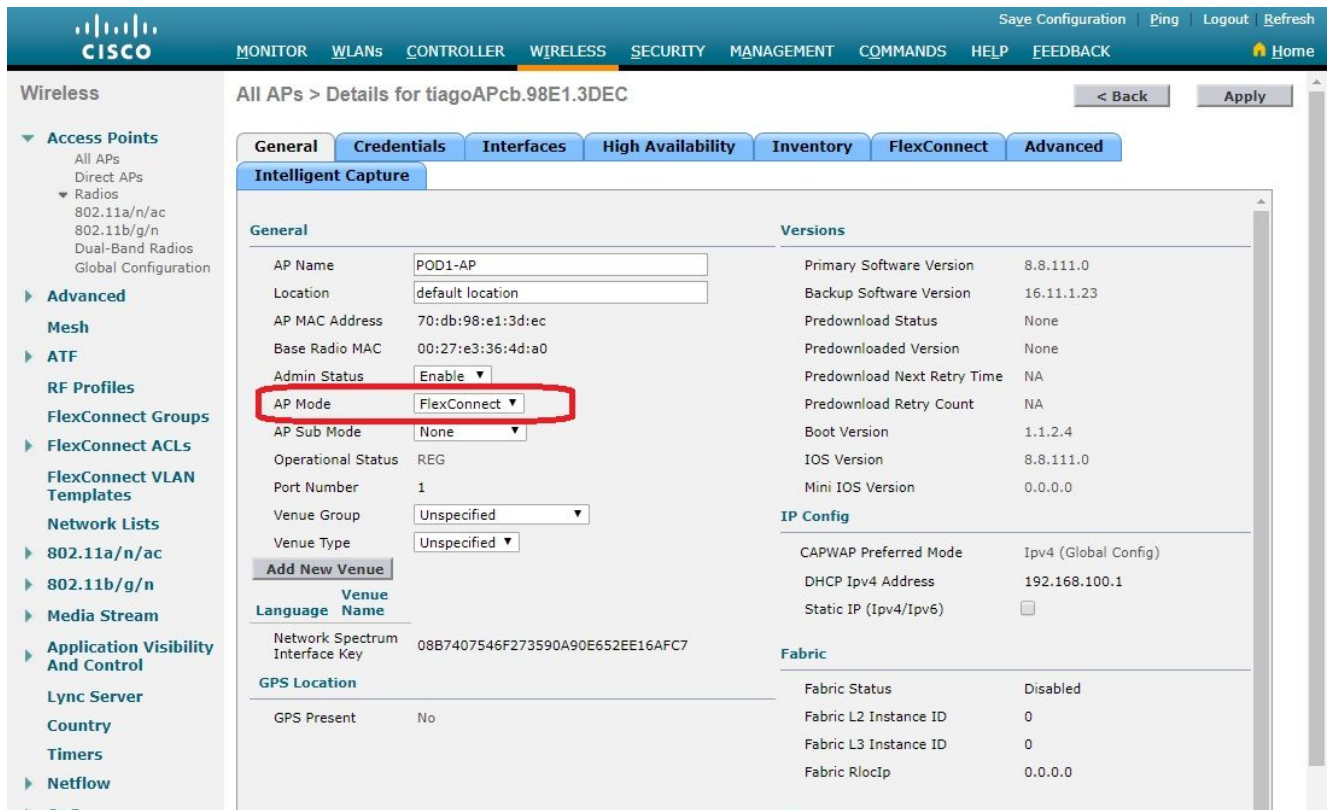 Save Configuration | Ping | Logout | Refresh
CISCO
MONITOR WLANs CONTROLLER WIRELESS SECURITY MANAGEMENT COMMANDS HELP FEEDBACK Home
Wireless
Access Points
All APs
Direct APs
Radios
802.11a/n/ac
802.11b/g/n
Dual-Band Radios
Global Configuration
Advanced
Mesh
ATF
RF Profiles
FlexConnect Groups
FlexConnect ACLs
FlexConnect VLAN
Templates
Network Lists
802.11a/n/ac
802.11b/g/n
Media Stream
Application Visibility
And Control
Lync Server
Country
Timers
Netflow
All APs > Details for tiagoAPcb.98E1.3DEC
< Back Apply
General Credentials Interfaces High Availability Inventory FlexConnect Advanced
Intelligent Capture
General
AP Name POD1-AP
Location default location
AP MAC Address 70:db:98:e1:3d:ec
Base Radio MAC 00:27:e3:36:4d:a0
Admin Status Enable
AP Mode FlexConnect
AP Sub Mode None
Operational Status REG
Port Number 1
Venue Group Unspecified
Venue Type Unspecified
Add New Venue
Venue
Language Name
Network Spectrum
Interface Key 08B7407546F273590A90E652EE16AFC7
GPS Location
GPS Present No
Versions
Primary Software Version 8.8.111.0
Backup Software Version 16.11.1.23
Predownload Status None
Predownloaded Version None
Predownload Next Retry Time NA
Predownload Retry Count NA
Boot Version 1.1.2.4
IOS Version 8.8.111.0
Mini IOS Version 0.0.0.0
IP Config
CAPWAP Preferred Mode Ipv4 (Global Config)
DHCP Ipv4 Address 192.168.100.1
Static IP (Ipv4/Ipv6)
Fabric
Fabric Status Disabled
Fabric L2 Instance ID 0
Fabric L3 Instance ID 0
Fabric RlocIp 0.0.0.0